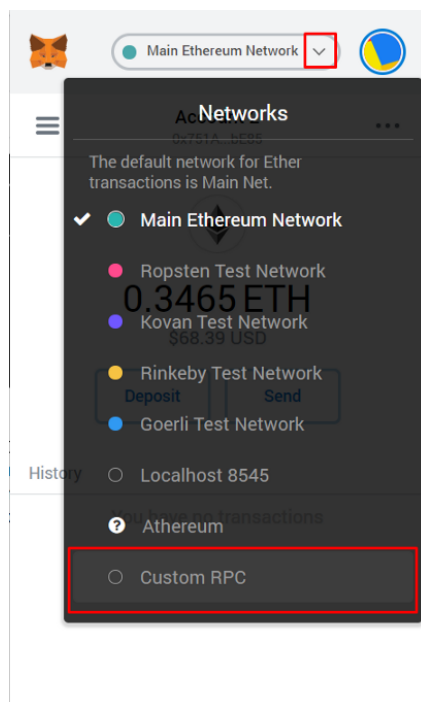 Main Ethereum Network
Networks
The default network for Ether
transactions is Main Net.
Main Ethereum Network
Ropsten Test Network
0.3465 ETH
Kovan Test Network
$68.39 USD
Rinkeby Test Network
Deposit
Send
Goerli Test Network
History
Localhost 8545
You have no transactions
Athereum
Custom RPC